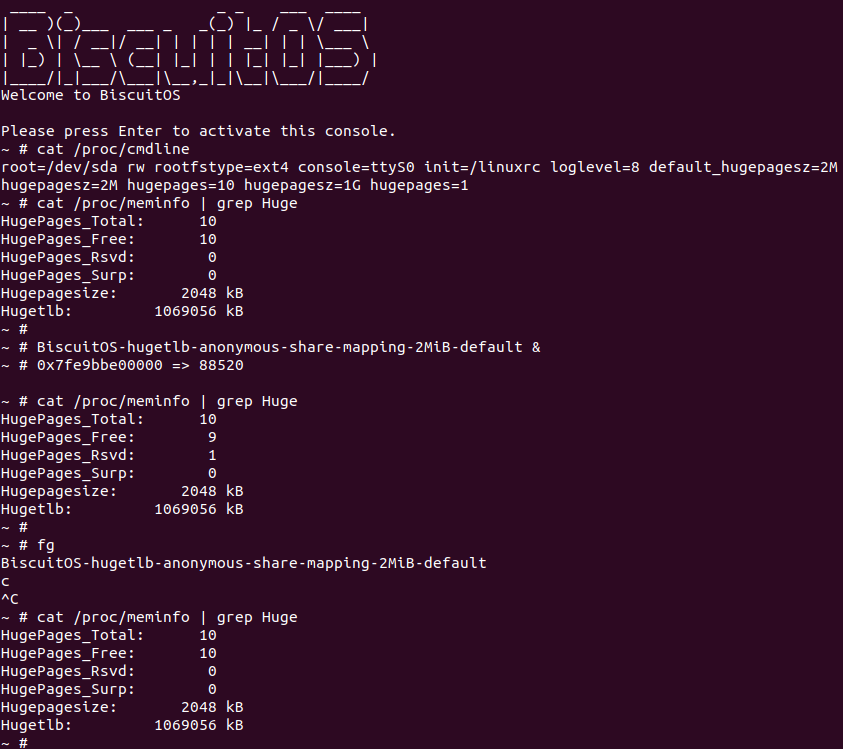 ____  _                _ _    ___  ____
| __ )(_)___  ___ _   _(_) |_ / _ \/ ___|
|  _ \| / __|/ __| | | | | __| | | \___ \
| |_) | \__ \ (__| |_| | | |_| |_| |___) |
|____/|_|___/\___|\__,_|_|\__|\___/|____/
Welcome to BiscuitOS
Please press Enter to activate this console.
~ # cat /proc/cmdline
root=/dev/sda rw rootfstype=ext4 console=ttyS0 init=/linuxrc loglevel=8 default_hugepagesz=2M
hugepagesz=2M hugepages=10 hugepagesz=1G hugepages=1
~ # cat /proc/meminfo | grep Huge
HugePages_Total:      10
HugePages_Free:       10
HugePages_Rsvd:        0
HugePages_Surp:        0
Hugepagesize:       2048 kB
Hugetlb:         1069056 kB
~ #
~ # BiscuitOS-hugetlb-anonymous-share-mapping-2MiB-default &
~ # 0x7fe9bbe00000 => 88520
~ # cat /proc/meminfo | grep Huge
HugePages_Total:      10
HugePages_Free:        9
HugePages_Rsvd:        1
HugePages_Surp:        0
Hugepagesize:       2048 kB
Hugetlb:         1069056 kB
~ #
~ # fg
BiscuitOS-hugetlb-anonymous-share-mapping-2MiB-default
c
^C
~ # cat /proc/meminfo | grep Huge
HugePages_Total:      10
HugePages_Free:       10
HugePages_Rsvd:        0
HugePages_Surp:        0
Hugepagesize:       2048 kB
Hugetlb:         1069056 kB
~ #